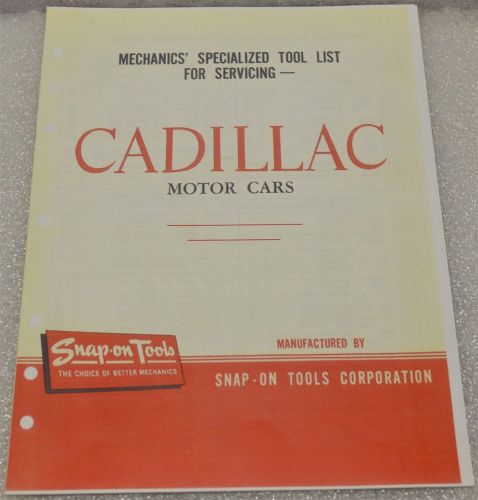 MECHANICS' SPECIALIZED TOOL LIST
FOR SERVICING —
CADILLAC
MOTOR CARS
Snap-on Tools
THE CHOICE OF BETTER MECHANICS
MANUFACTURED BY
SNAP-ON TOOLS CORPORATION